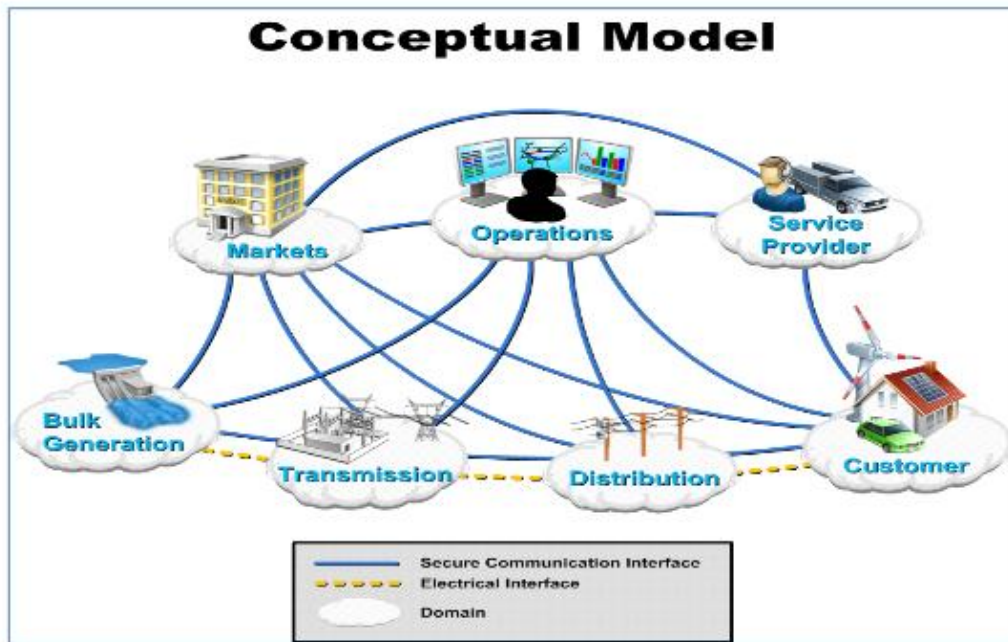 Conceptual Model
Markets
Operations
Service
Provider
Bulk
Generation
Transmission
Distribution
Customer
Secure Communication Interface
Electrical Interface
Domain